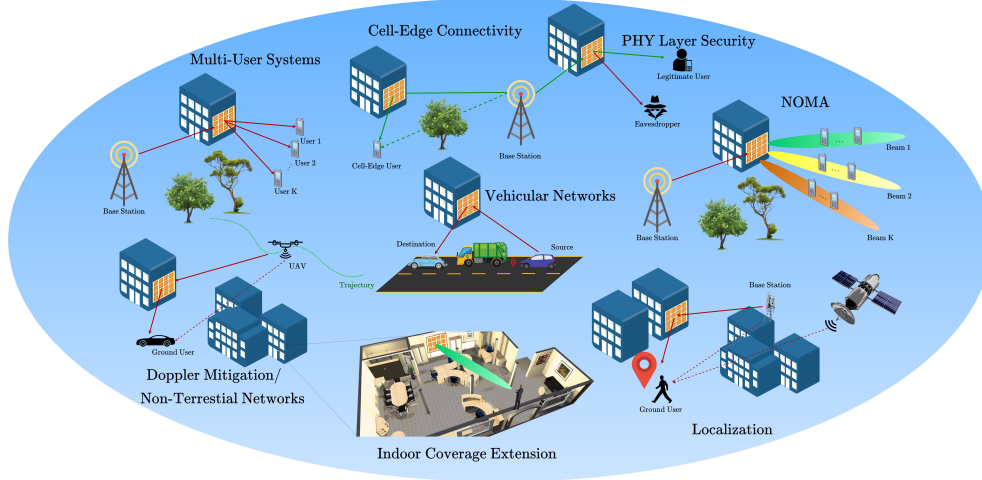 Cell-Edge Connectivity
PHY Layer Security
Multi-User Systems
Legitimate User
NOMA
Eavesdropper
User 1
User 2
User K
Base Station
Cell-Edge User
Base Station
Beam 1
...
...
...
Beam 2
Beam K
Base Station
Vehicular Networks
Destination
Source
UAV
Trajectory
Ground User
Base Station
Doppler Mitigation/
Non-Terrestial Networks
Ground User
Localization
Indoor Coverage Extension